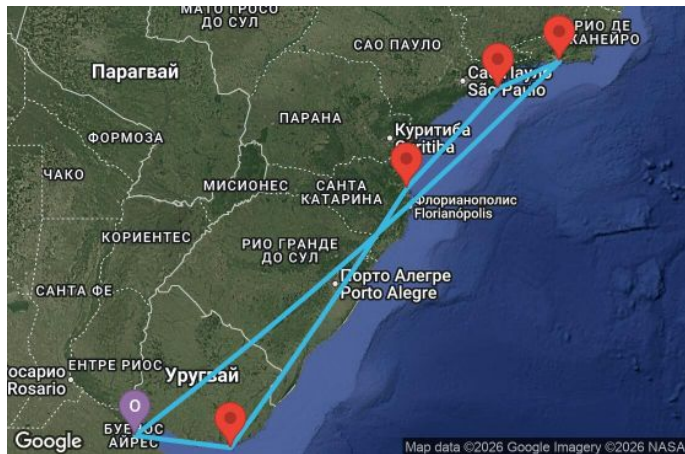 МАТО ГРОСО
ДО СУЛ
РИО ДЕ
ЖАНЕЙРО
САО ПАУЛО
Парагвай
São Paulo
ПАРАНА
ФОРМОЗА
Куритиба
Curitiba
ЧАКО
МИСИОНЕС
САНТА
КАТАРИНА
Флорианополис
Florianópolis
КОРИЕНТЕС
РИО ГРАНДЕ
ДО СУЛ
Порто Алегре
Porto Alegre
САНТА ФЕ
осарио
Rosario
ЕНТРЕ РИОС
Уругвай
O
БУЕНОС
АЙРЕС
Google
Map data ©2026 Google Imagery ©2026 NASA